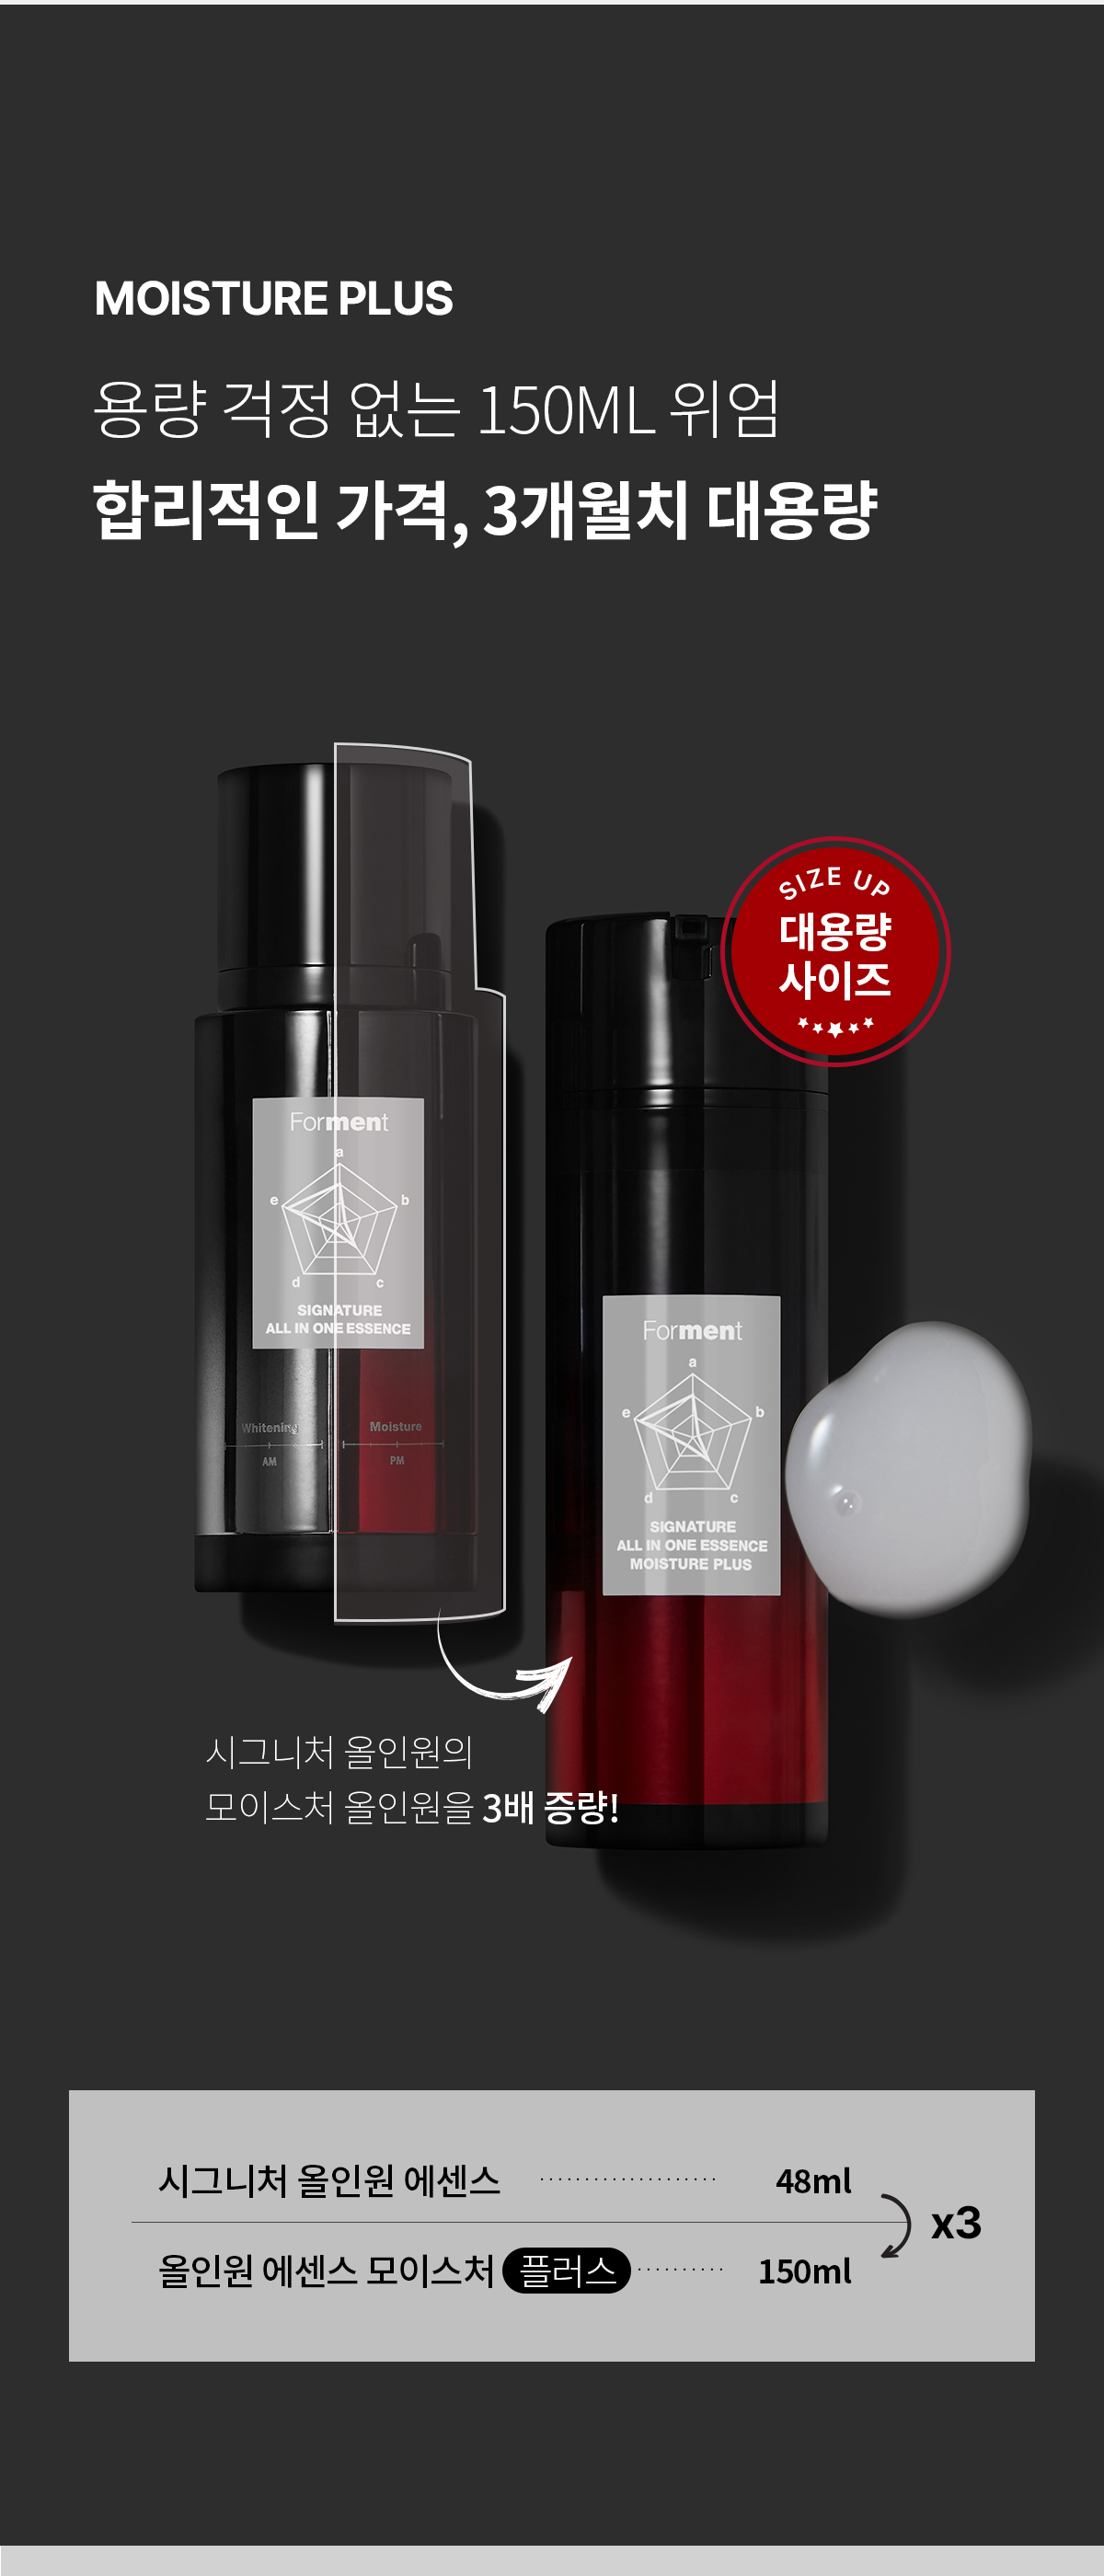 MOISTURE PLUS
용량 걱정 없는 150ML 위엄
합리적인 가격, 3개월치 대용량
SIZE UP
대용량
사이즈
Forment
a
e b
d c
SIGNATURE
ALL IN ONE ESSENCE
Whitening Moisture
AM PM
Forment
a
e b
d c
SIGNATURE
ALL IN ONE ESSENCE
MOISTURE PLUS
시그니처 올인원의
모이스처 올인원을 3배 증량!
시그니처 올인원 에센스 ···················· 48ml
x3
올인원 에센스 모이스처 플러스 ·········· 150ml